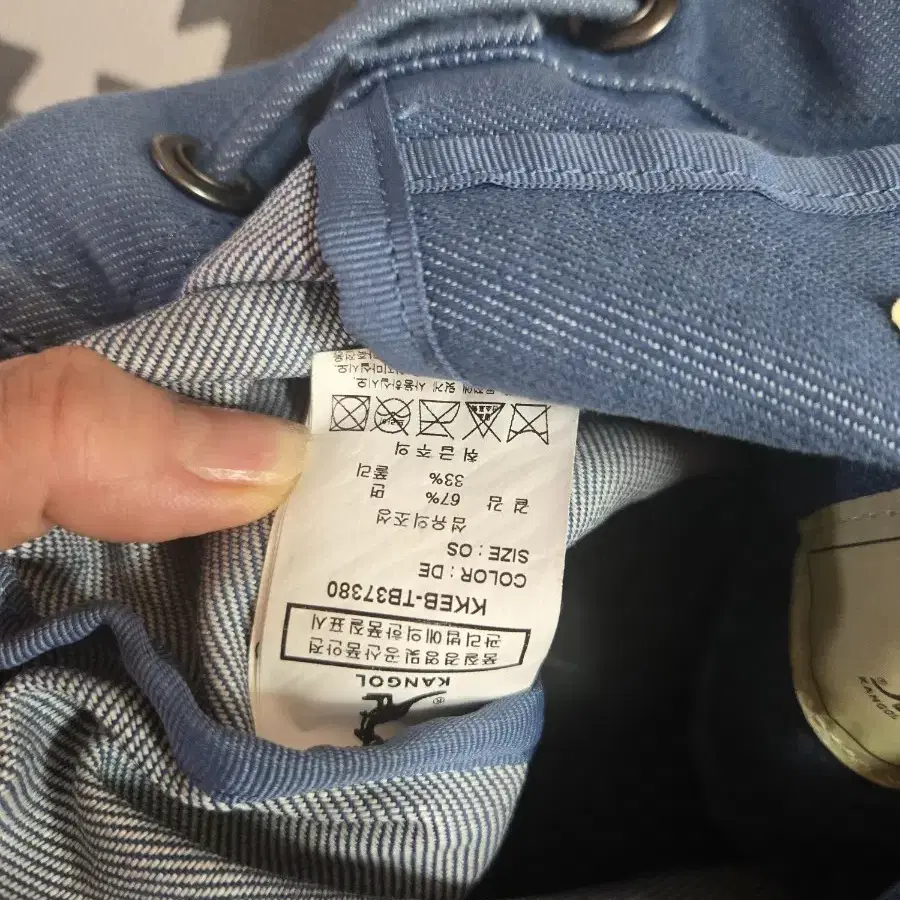 KANGOL
®
품질경영및공산품안전
관리법에의한품질표시
KKEB-TB37380
COLOR : DE
SIZE : OS
섬유의조성
겉 감 67% 면
33% 폴리
취 급 주 의
®
KANGOL